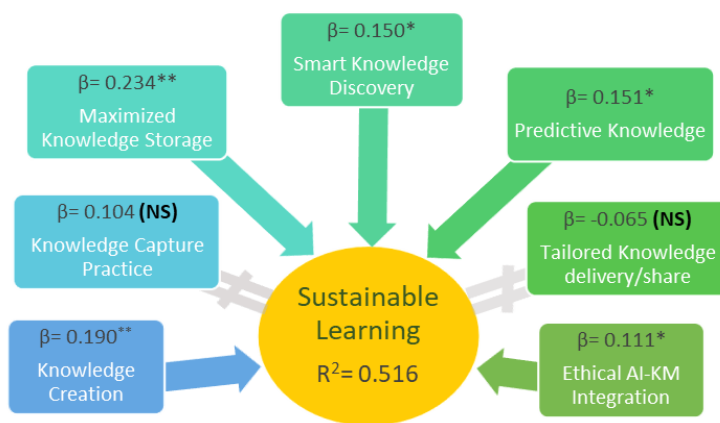 β= 0.150*
Smart Knowledge
Discovery
β= 0.234**
Maximized
Knowledge Storage
β= 0.151*
Predictive Knowledge
β= 0.104 (NS)
Knowledge Capture
Practice
β= -0.065 (NS)
Tailored Knowledge
delivery/share
Sustainable
Learning
R²= 0.516
β= 0.190**
Knowledge
Creation
β= 0.111*
Ethical AI-KM
Integration